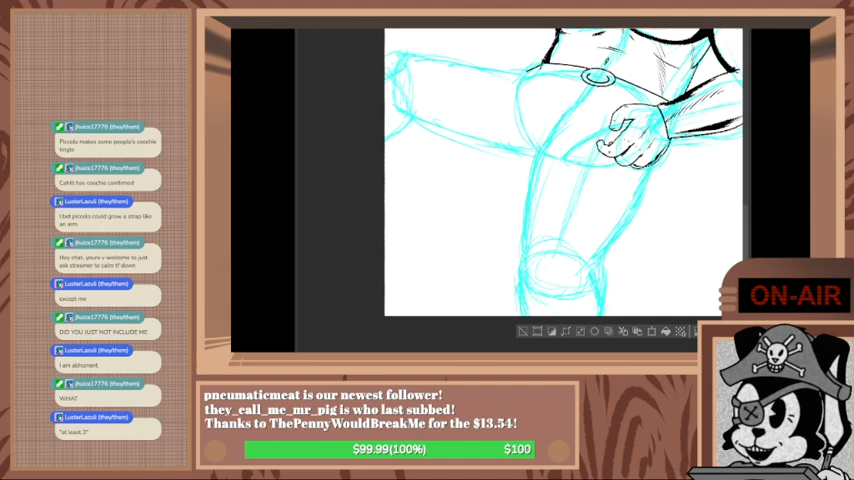 jhuice17776 (they/them)
Piccolo makes some people's coochie
tingle
jhuice17776 (they/them)
Cahlii has coochie confirmed
LusterLazuli (they/them)
I bet piccolo could grow a strap like
an arm
jhuice17776 (they/them)
Hey chat, youre v welcome to just
ask streamer to calm tf down
LusterLazuli (they/them)
except me
jhuice17776 (they/them)
DID YOU JUST NOT INCLUDE ME
LusterLazuli (they/them)
I am abhorrent
jhuice17776 (they/them)
WHAT
LusterLazuli (they/them)
"at least 3"
ON-AIR
pneumaticmeat is our newest follower!
they_call_me_mr_pig is who last subbed!
Thanks to ThePennyWouldBreakMe for the $13.54!
$99.99(100%) $100